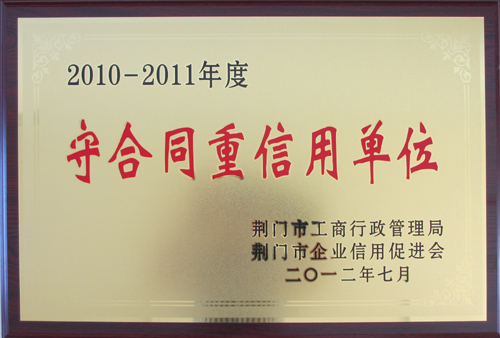 2010-2011年度
守合同重信用单位
荆门市工商行政管理局
荆门市企业信用促进会
二〇一二年七月